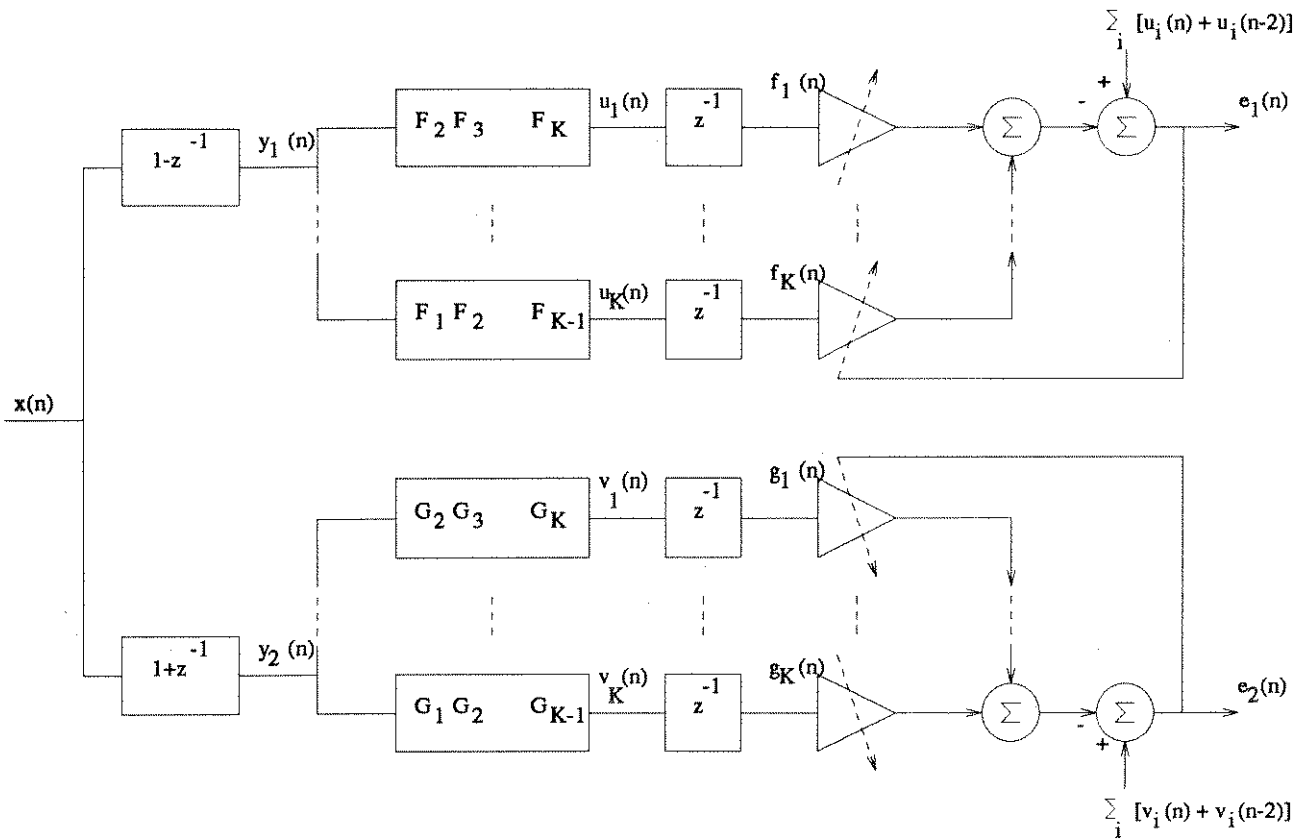 ∑_i [u_i(n) + u_i(n-2)]
f_1(n)
+
-
e_1(n)
u_1(n)
F_2 F_3 F_K
z^-1
∑
∑
1-z^-1
y_1(n)
f_K(n)
u_K(n)
F_1 F_2 F_K-1
z^-1
x(n)
v_1(n)
g_1(n)
G_2 G_3 G_K
z^-1
1+z^-1
y_2(n)
v_K(n)
g_K(n)
G_1 G_2 G_K-1
z^-1
∑
-
+
∑
e_2(n)
∑_i [v_i(n) + v_i(n-2)]